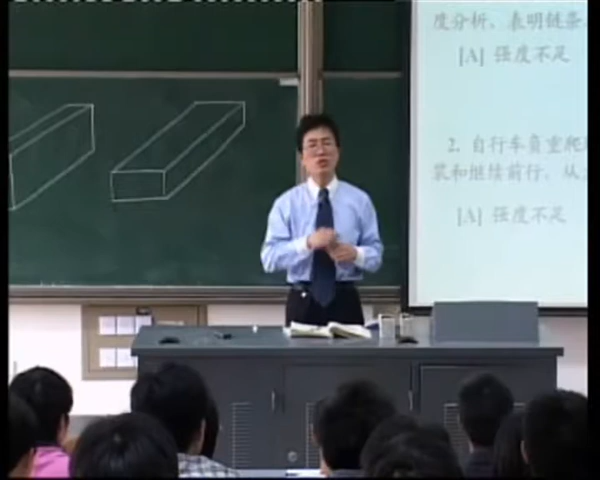 度分析，表明链条
[A] 强度不足
2. 自行车负重爬
装和继续前行，从
[A] 强度不足